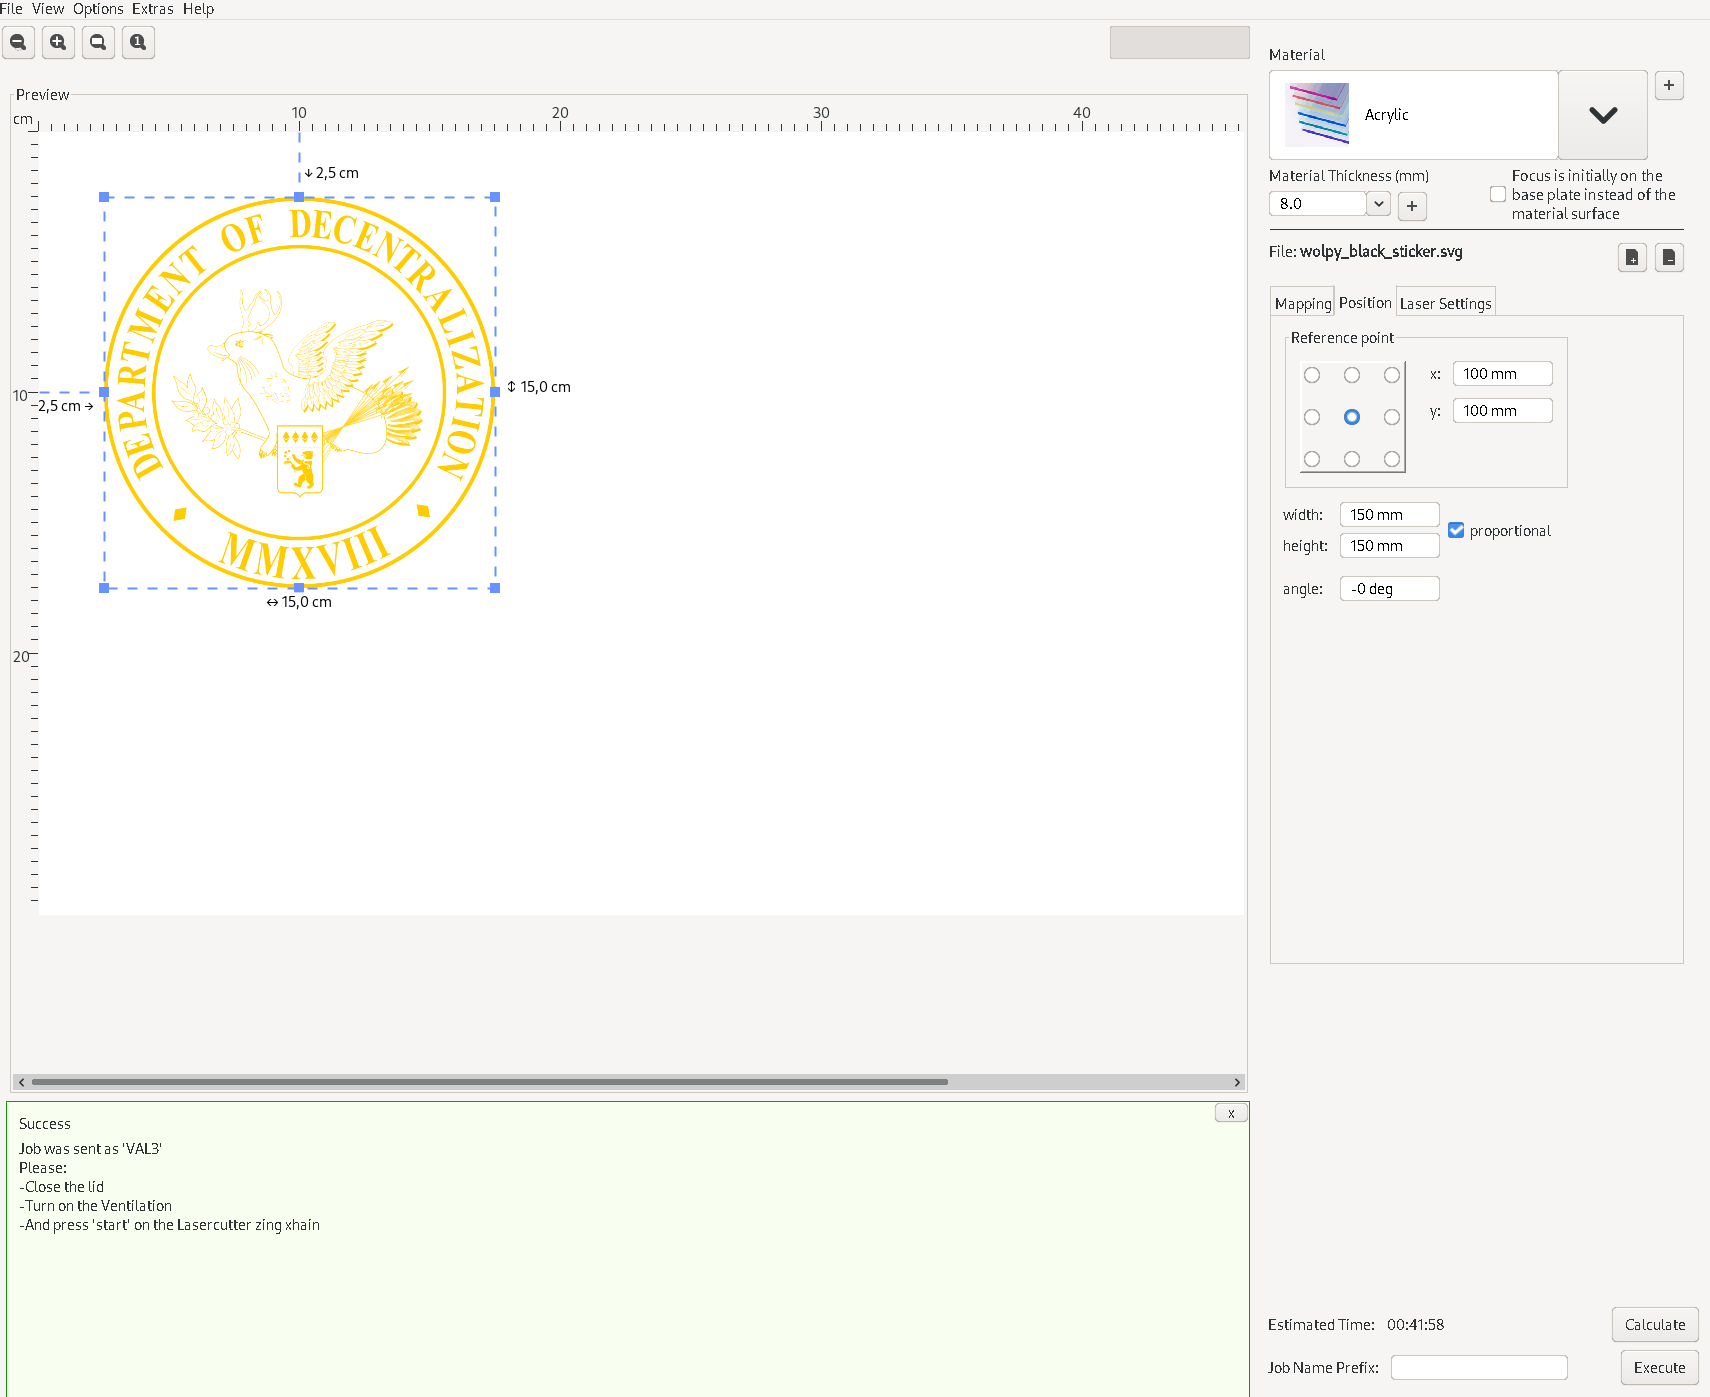 File View Options Extras Help
Preview
cm
10 20 30 40
2,5 cm
DEPARTMENT OF DECENTRALIZATION
10
2,5 cm
15,0 cm
MMXVIII
15,0 cm
20
Success
x
Job was sent as 'VAL3'
Please:
-Close the lid
-Turn on the Ventilation
-And press 'start' on the Lasercutter zing xhain
Material
Acrylic
+
Material Thickness (mm)
8.0
+
Focus is initially on the
base plate instead of the
material surface
File: wolpy_black_sticker.svg
Mapping Position Laser Settings
Reference point
x: 100 mm
y: 100 mm
width: 150 mm
height: 150 mm
proportional
angle: -0 deg
Estimated Time: 00:41:58
Calculate
Job Name Prefix:
Execute